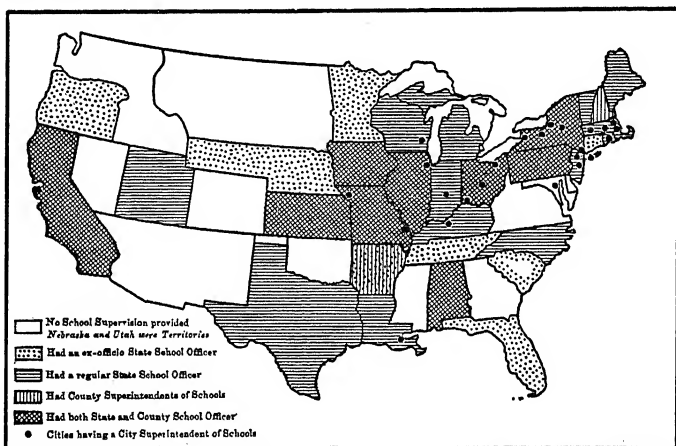 No School Supervision provided
Nebraska and Utah were Territories
Had an ex-officio State School Officer
Had a regular State School Officer
Had County Superintendents of Schools
Had both State and County School Officer
Cities having a City Superintendent of Schools